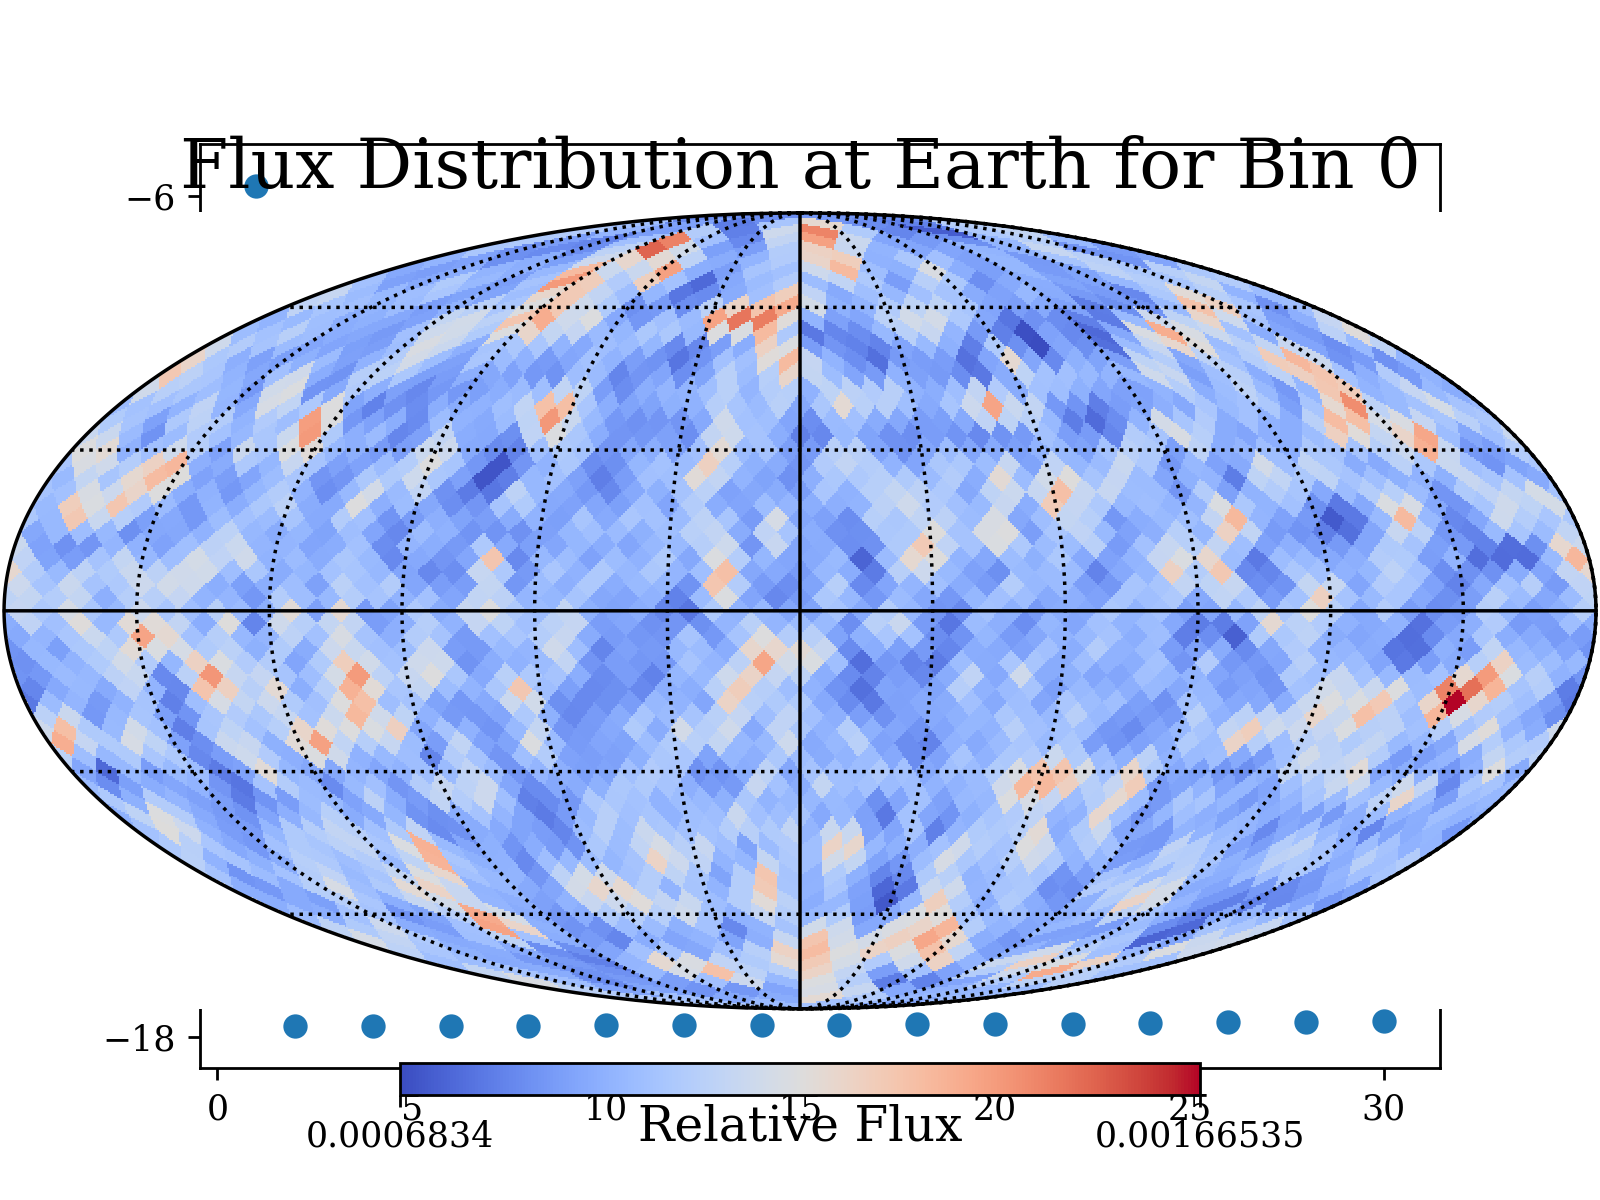 Flux Distribution at Earth for Bin 0
−6
−18
0 5 10 15 20 25 30
Relative Flux
0.0006834 0.00166535